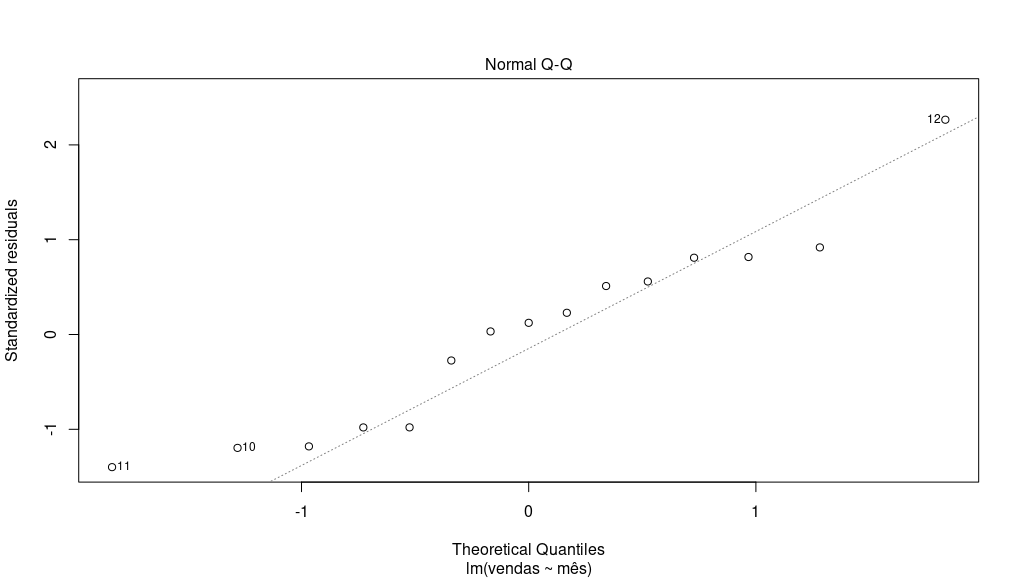 Normal Q-Q
Standardized residuals
2
1
0
-1
12
10
11
-1
0
1
Theoretical Quantiles
lm(vendas ~ mês)